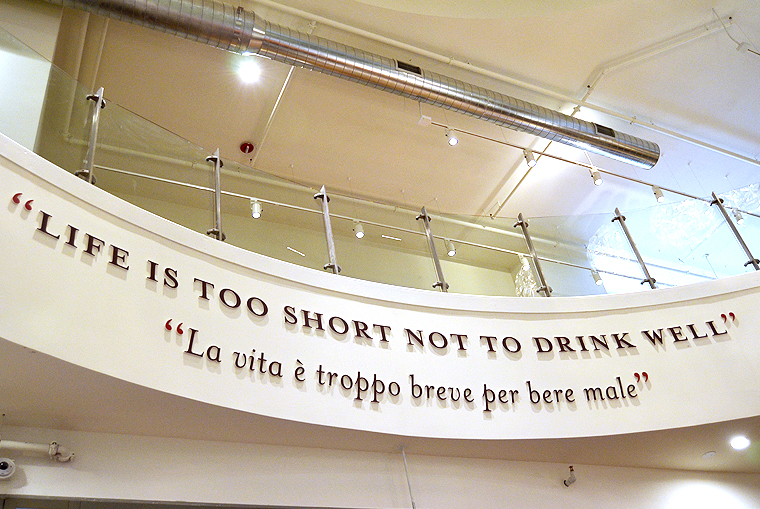 “LIFE IS TOO SHORT NOT TO DRINK WELL”
“La vita è troppo breve per bere male”